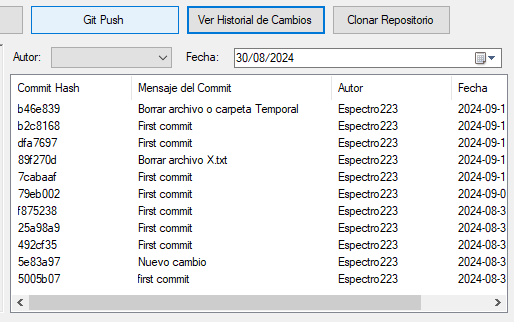 Git Push Ver Historial de Cambios Clonar Repositorio
Autor: Fecha: 30/08/2024
Commit Hash Mensaje del Commit Autor Fecha
b46e839 Borrar archivo o carpeta Temporal Espectro223 2024-09-1
b2c8168 First commit Espectro223 2024-09-1
dfa7697 First commit Espectro223 2024-09-1
89f270d Borrar archivo X.txt Espectro223 2024-09-1
7cabaaf First commit Espectro223 2024-09-1
79eb002 First commit Espectro223 2024-09-0
f875238 First commit Espectro223 2024-08-3
25a98a9 First commit Espectro223 2024-08-3
492cf35 First commit Espectro223 2024-08-3
5e83a97 Nuevo cambio Espectro223 2024-08-3
5005b07 first commit Espectro223 2024-08-3